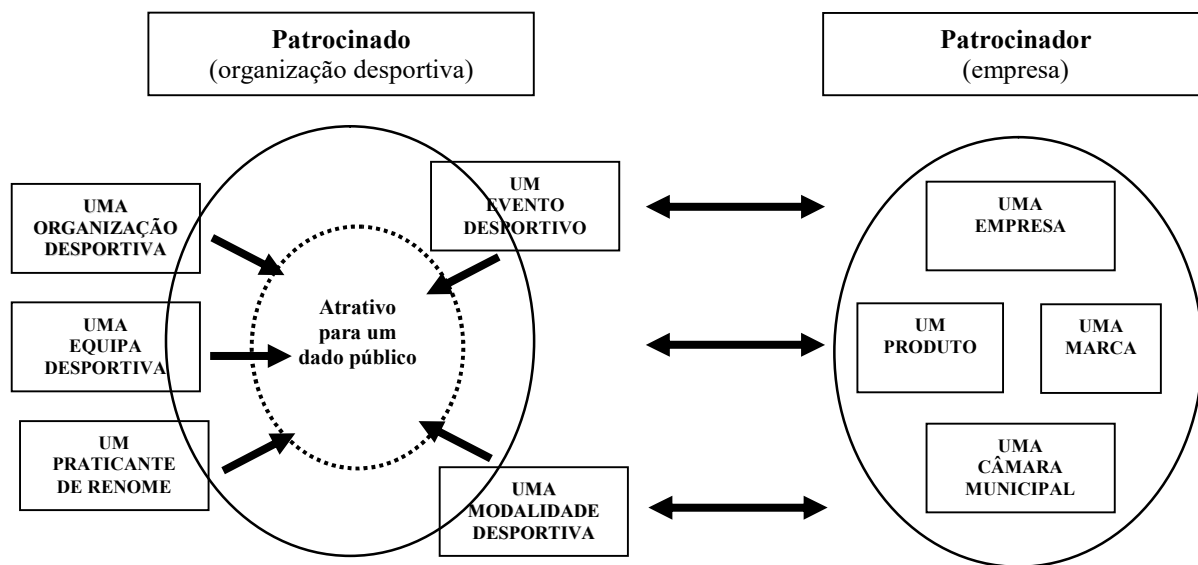 Patrocinado
(organização desportiva)
Patrocinador
(empresa)
UMA
ORGANIZAÇÃO
DESPORTIVA
UM
EVENTO
DESPORTIVO
UMA
EQUIPA
DESPORTIVA
Atrativo
para um
dado público
UM
PRATICANTE
DE RENOME
UMA
MODALIDADE
DESPORTIVA
UMA
EMPRESA
UM
PRODUTO
UMA
MARCA
UMA
CÂMARA
MUNICIPAL